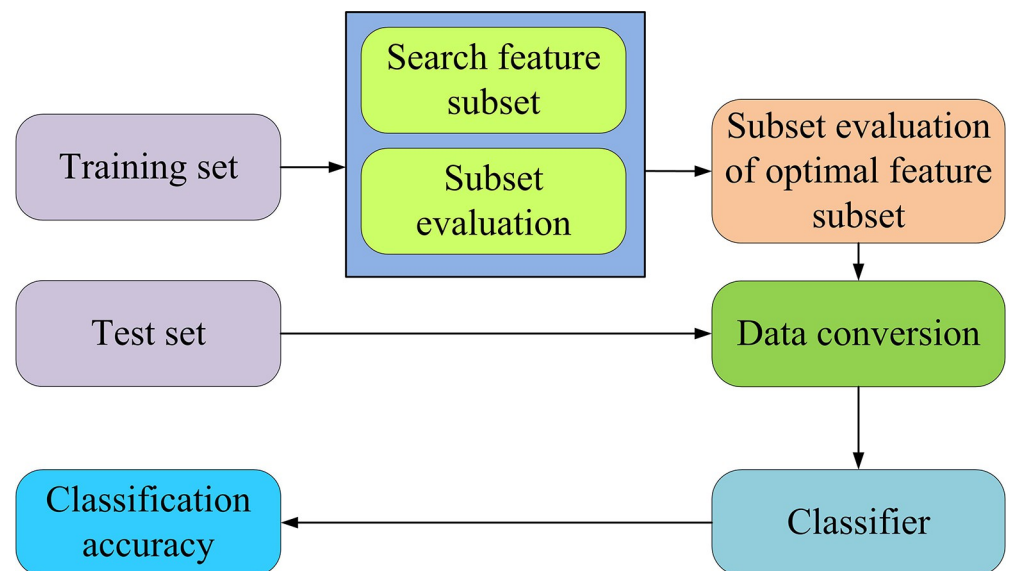 Search feature
subset
Training set
Subset
evaluation
Subset evaluation
of optimal feature
subset
Test set
Data conversion
Classification
accuracy
Classifier